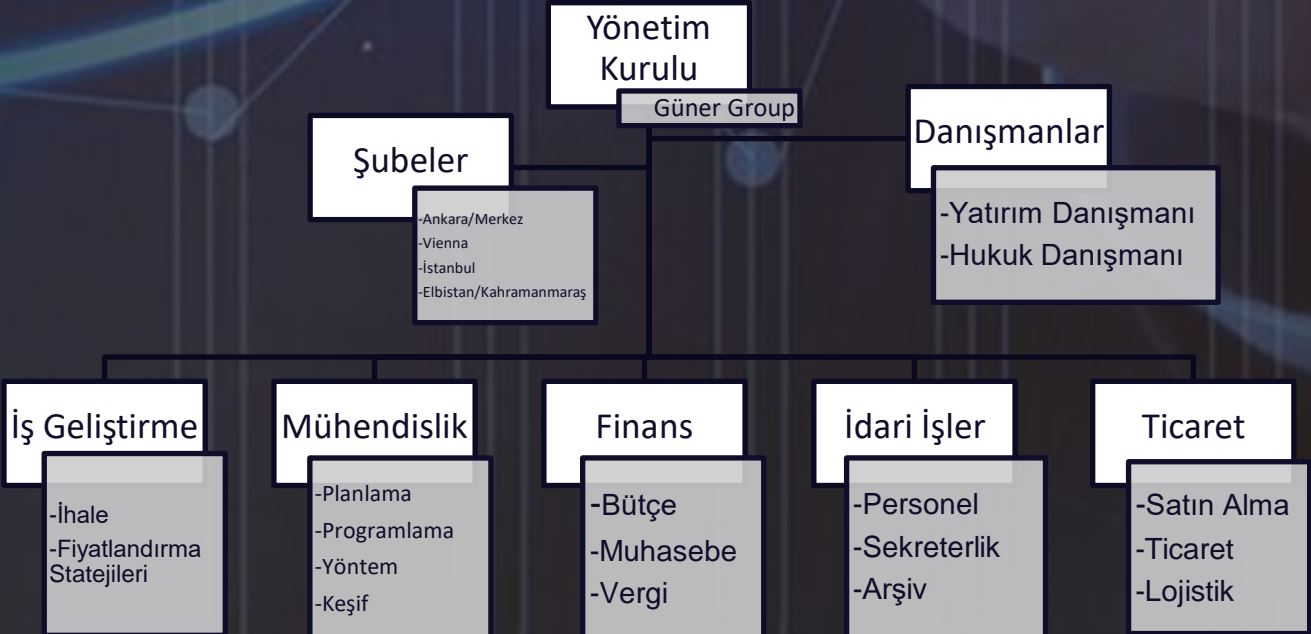 Yönetim
Kurulu
Güner Group
Şubeler
-Ankara/Merkez
-Vienna
-İstanbul
-Elbistan/Kahramanmaraş
Danışmanlar
-Yatırım Danışmanı
-Hukuk Danışmanı
İş Geliştirme
-İhale
-Fiyatlandırma
Statejileri
Mühendislik
-Planlama
-Programlama
-Yöntem
-Keşif
Finans
-Bütçe
-Muhasebe
-Vergi
İdari İşler
-Personel
-Sekreterlik
-Arşiv
Ticaret
-Satın Alma
-Ticaret
-Lojistik